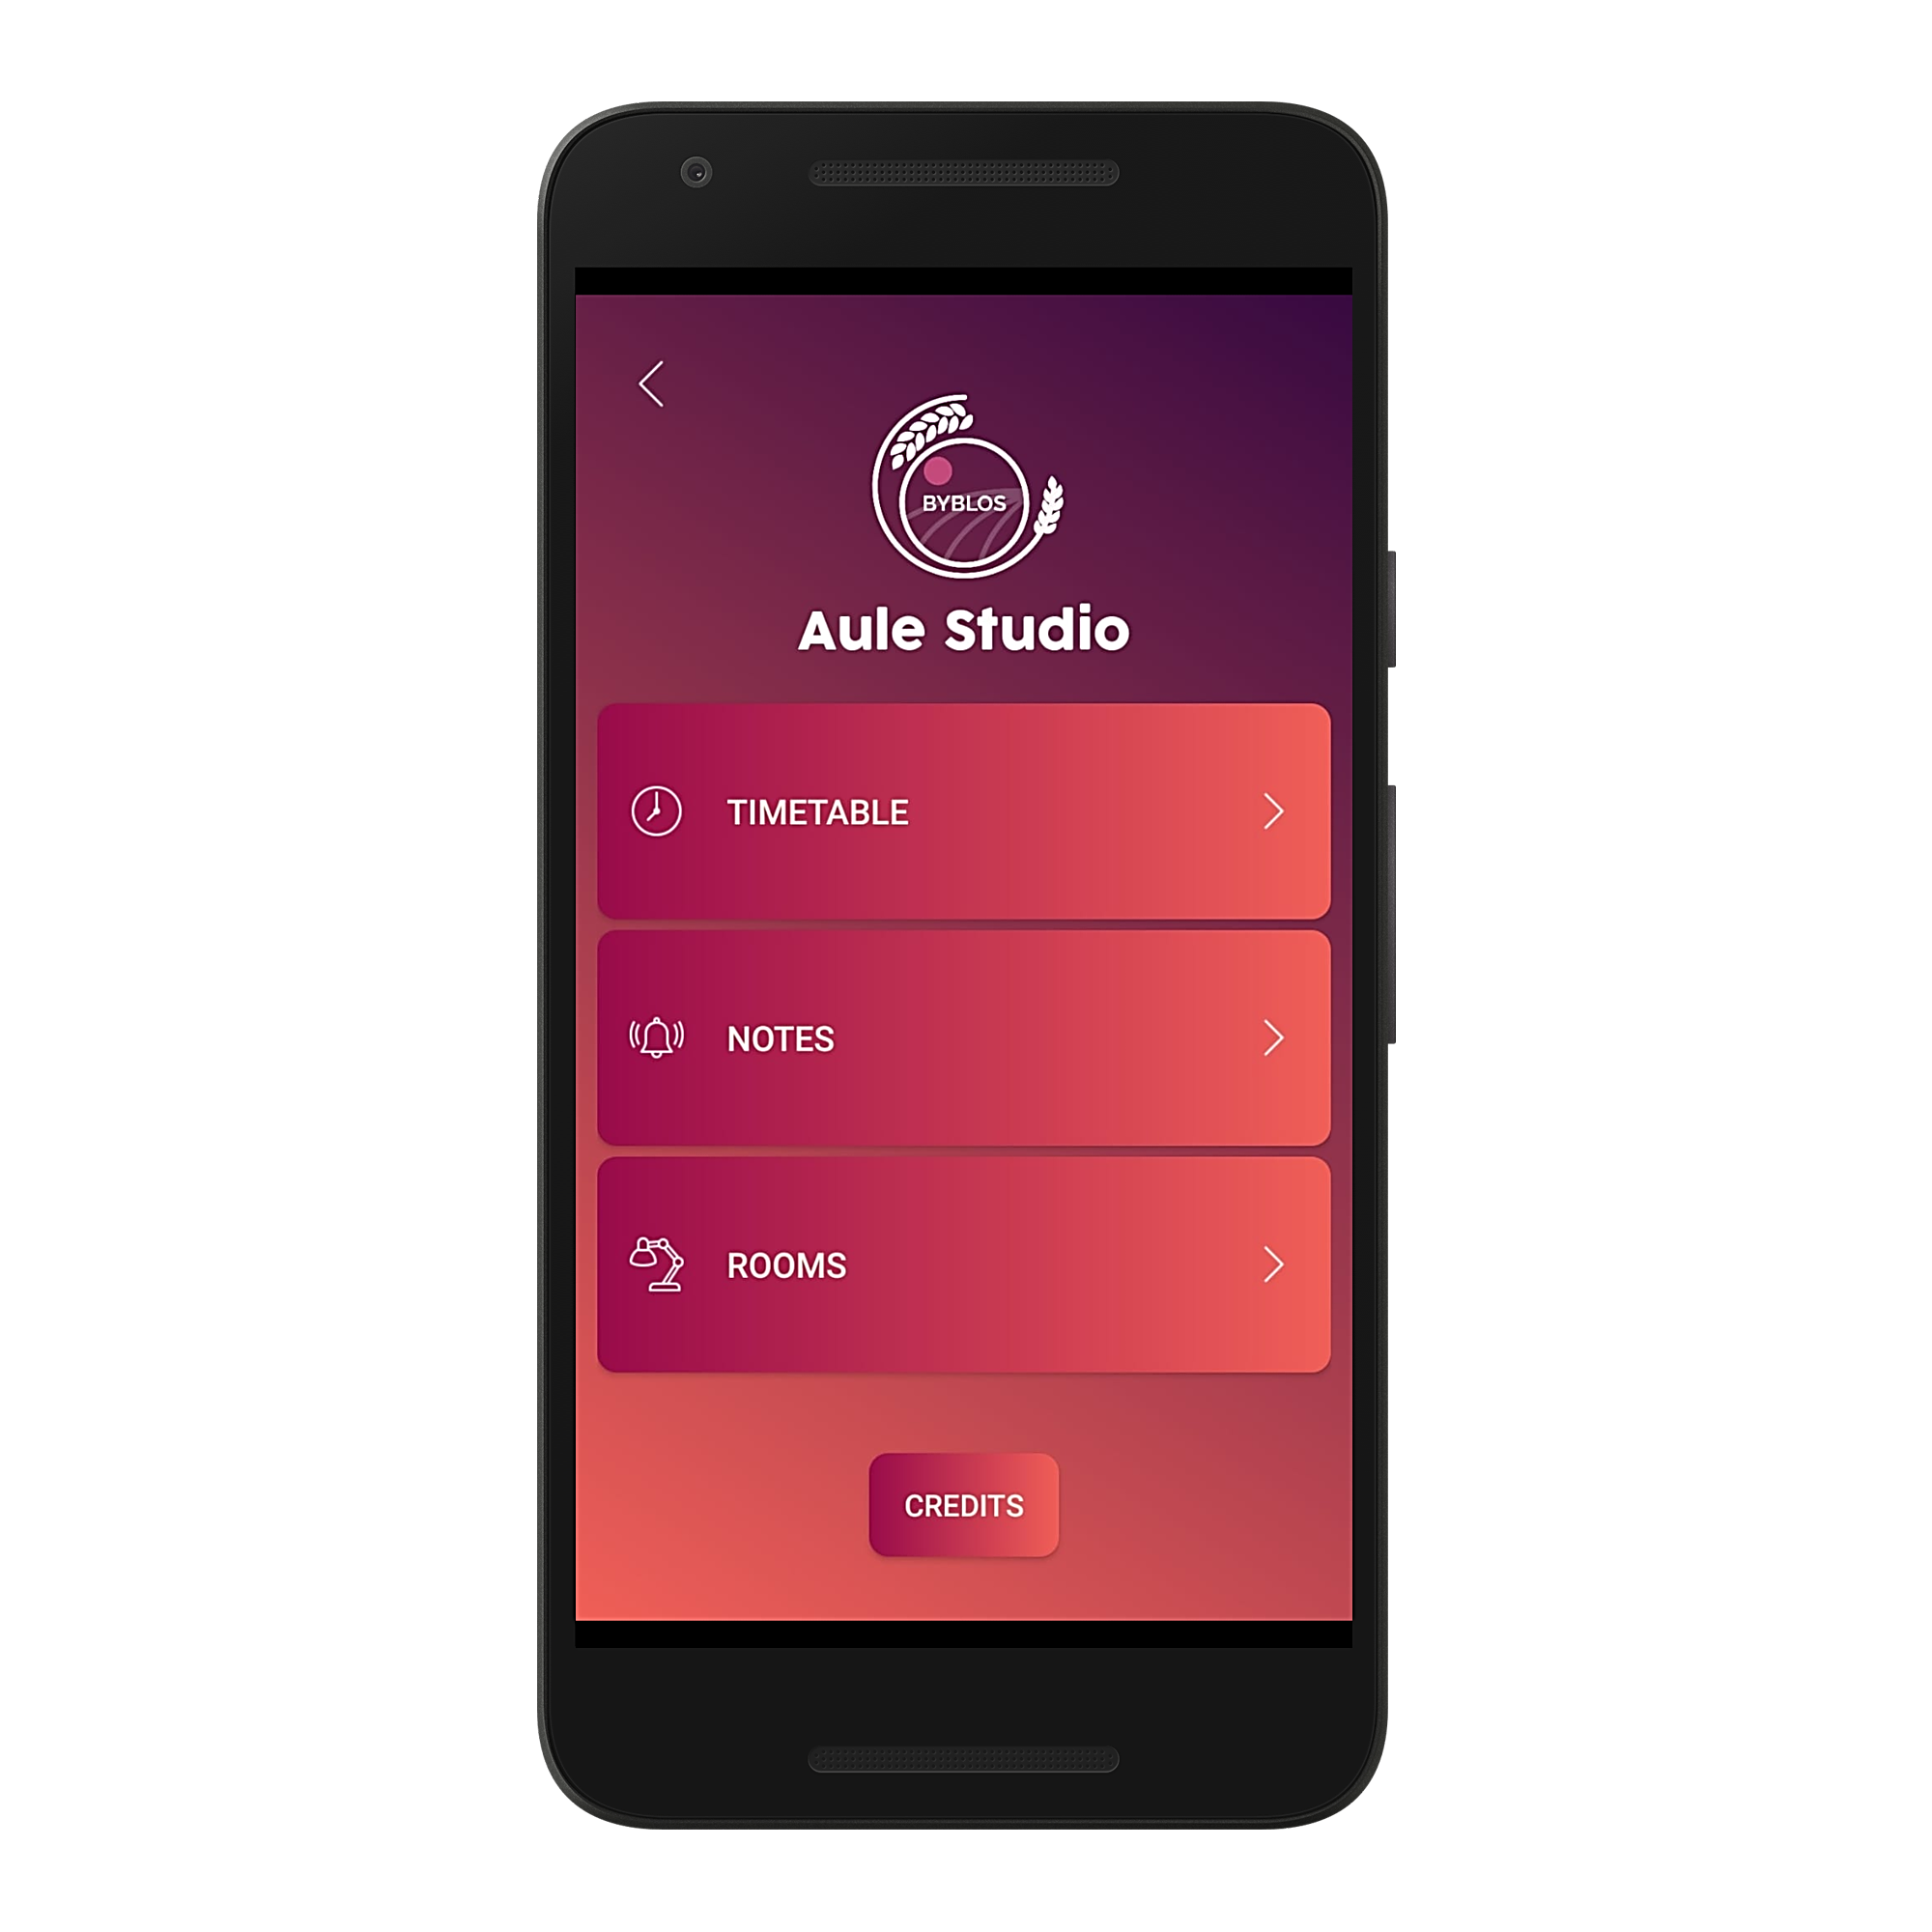 BYBLOS
Aule Studio
TIMETABLE
NOTES
ROOMS
CREDITS